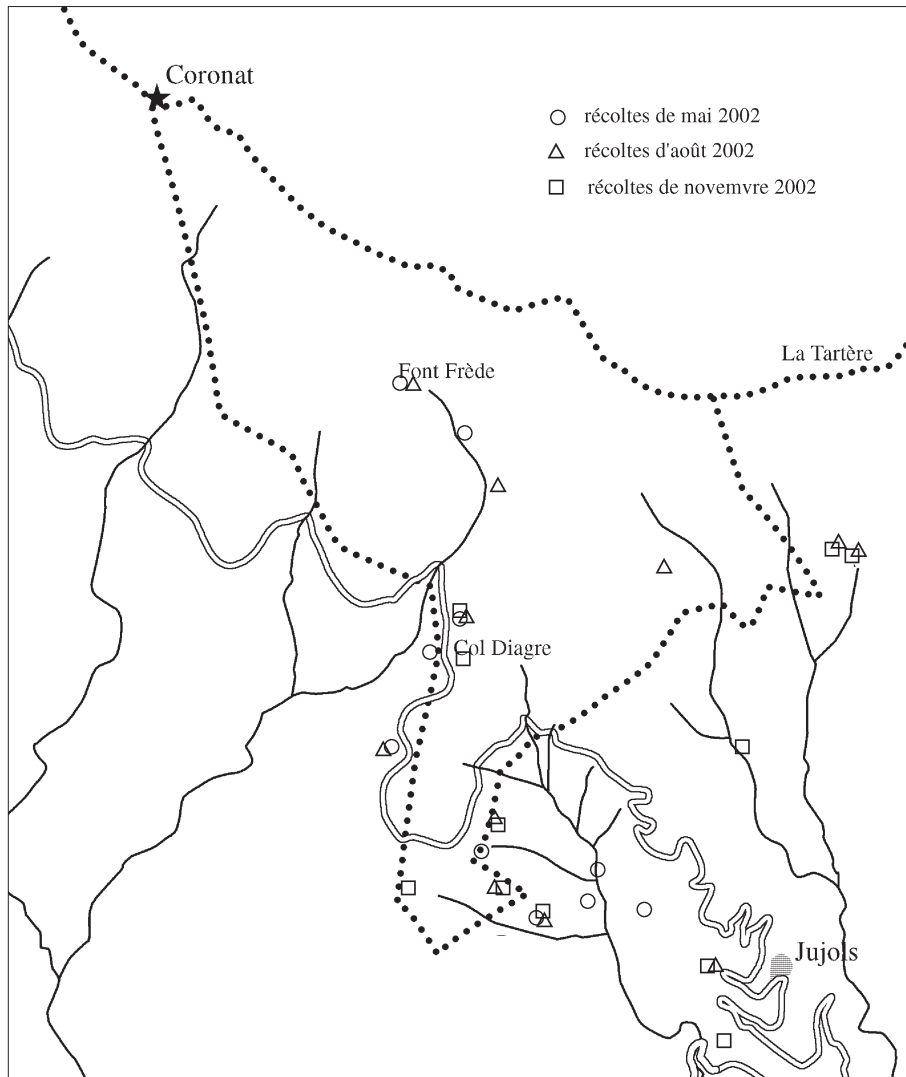 Coronat
récoltes de mai 2002
récoltes d'août 2002
récoltes de novemvre 2002
La Tartère
Font Frède
Col Diagre
Jujols